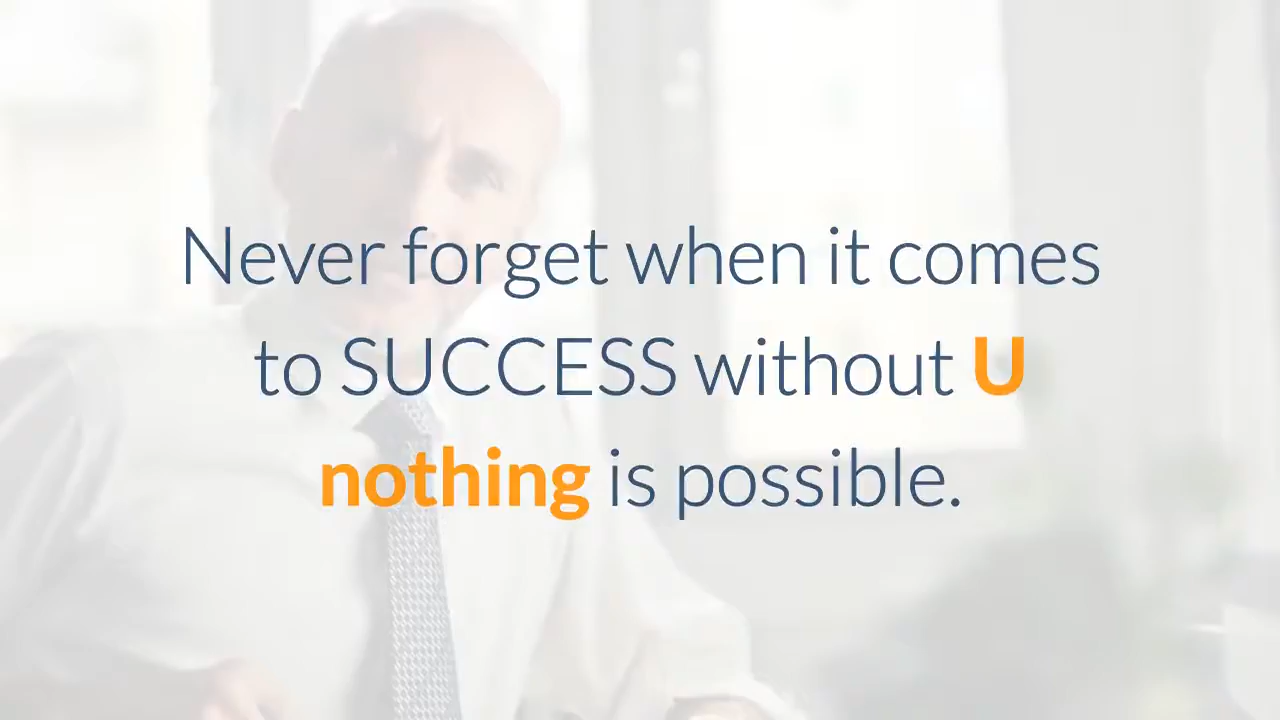 Never forget when it comes
to SUCCESS without U
nothing is possible.